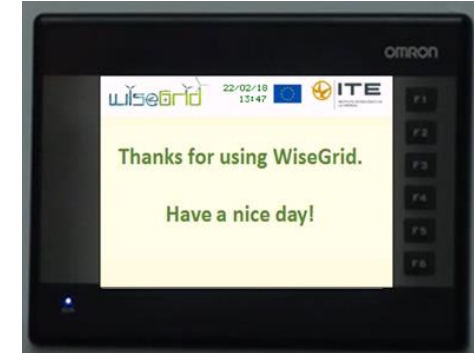 OMRON
WiseGrid
22/02/18
13:47
ITE
F1
F2
F3
F4
F5
F6
Thanks for using WiseGrid.
Have a nice day!